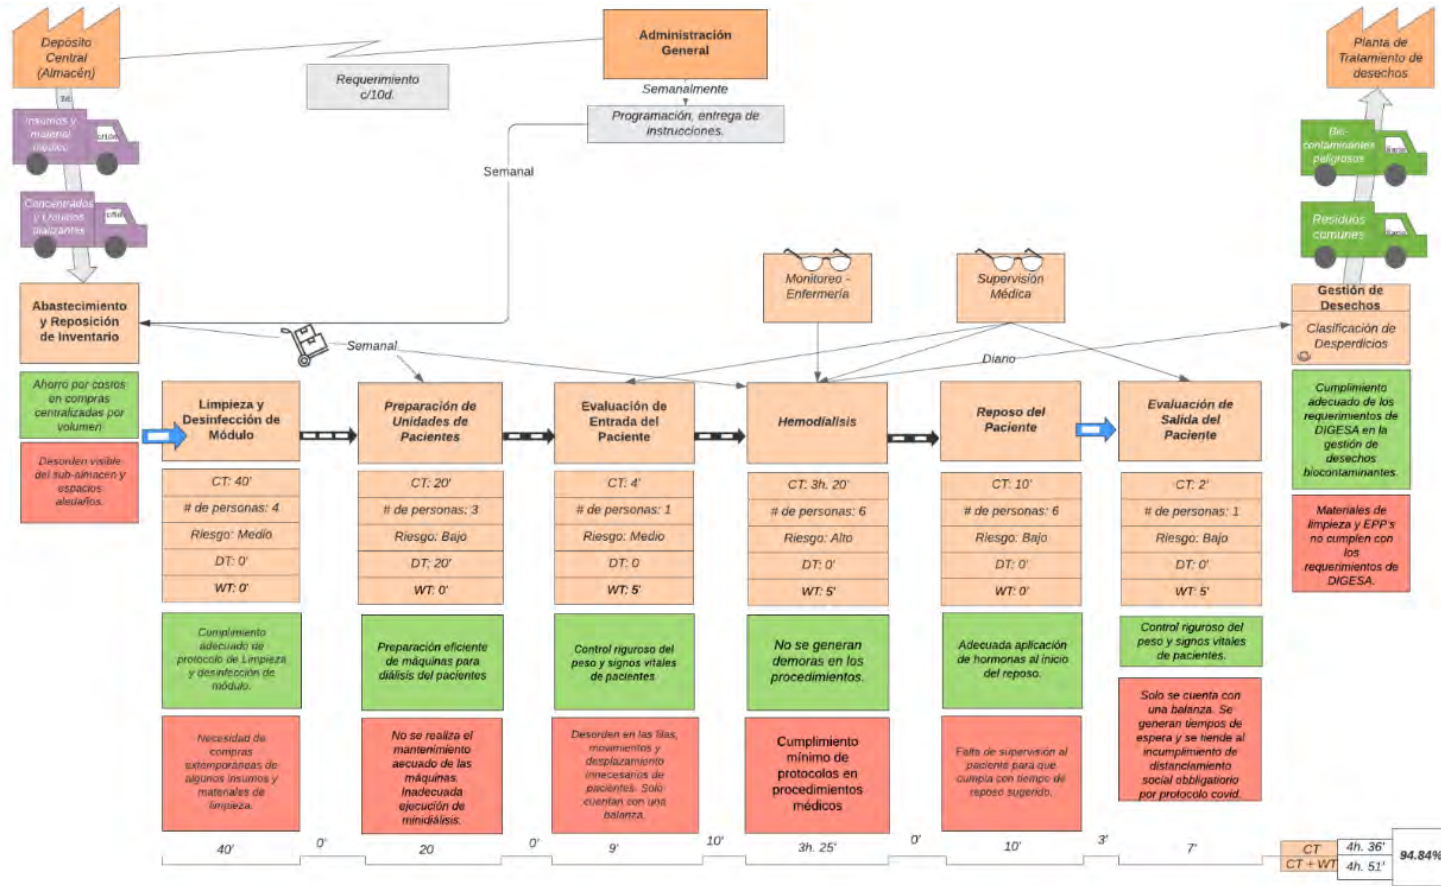 Depósito
Central
(Almacén)
Requerimiento
c/10d.
Administración
General
Semanalmente
Programación, entrega de
instrucciones.
Semanal
Planta de
Tratamiento de
desechos
Insumos y
material
médico
Concentrados
y
dializantes
Bio-
contaminantes
peligrosos
Diario
Residuos
comunes
Diario
Abastecimiento
y Reposición
de Inventario
Semanal
Monitoreo -
Enfermería
Supervisión
Médica
Diario
Gestión de
Desechos
Clasificación de
Desperdicios
Ahorro por costos
en compras
centralizadas por
volumen
Desorden visible
del sub-almacen y
espacios
aledaños.
Limpieza y
Desinfección de
Módulo
CT: 40'
# de personas: 4
Riesgo: Medio
DT: 0'
WT: 0'
Cumplimiento
adecuado de
protocolo de Limpieza
y desinfección de
módulo.
Necesidad de
compras
extemporáneas de
algunos insumos y
materiales de
limpieza.
Preparación de
Unidades de
Pacientes
CT: 20'
# de personas: 3
Riesgo: Bajo
DT: 20'
WT: 0'
Preparación eficiente
de máquinas para
diálisis del pacientes
No se realiza el
mantenimiento
aecuado de las
máquinas.
Inadecuada
ejecución de
minidiálisis.
Evaluación de
Entrada del
Paciente
CT: 4'
# de personas: 1
Riesgo: Medio
DT: 0
WT: 5'
Control riguroso del
peso y signos vitales
de pacientes
Desorden en las filas,
movimientos y
desplazamiento
innecesarios de
pacientes. Solo
cuentan con una
balanza.
Hemodíalisis
CT: 3h. 20'
# de personas: 6
Riesgo: Alto
DT: 0'
WT: 5'
No se generan
demoras en los
procedimientos.
Cumplimiento
mínimo de
protocolos en
procedimientos
médicos
Reposo del
Paciente
CT: 10'
# de personas: 6
Riesgo: Bajo
DT: 0'
WT: 0'
Adecuada aplicación
de hormonas al inicio
del reposo.
Falta de supervisión al
paciente para que
cumpla con tiempo de
reposo sugerido.
Evaluación de
Salida del
Paciente
CT: 2'
# de personas: 1
Riesgo: Bajo
DT: 0'
WT: 5'
Control riguroso del
peso y signos vitales
de pacientes.
Solo se cuenta con
una balanza. Se
generan tiempos de
espera y se tiende al
incumplimiento de
distanciamiento
social obbligatiorio
por protocolo covid.
Cumplimiento
adecuado de los
requerimientos de
DIGESA en la
gestión de
desechos
biocontaminantes.
Materiales de
limpieza y EPP's
no cumplen con
los
requerimientos de
DIGESA.
40'
0'
20
0'
9'
10'
3h. 25'
0'
10'
3'
7'
CT 4h. 36'
CT + WT 4h. 51'
94.84%